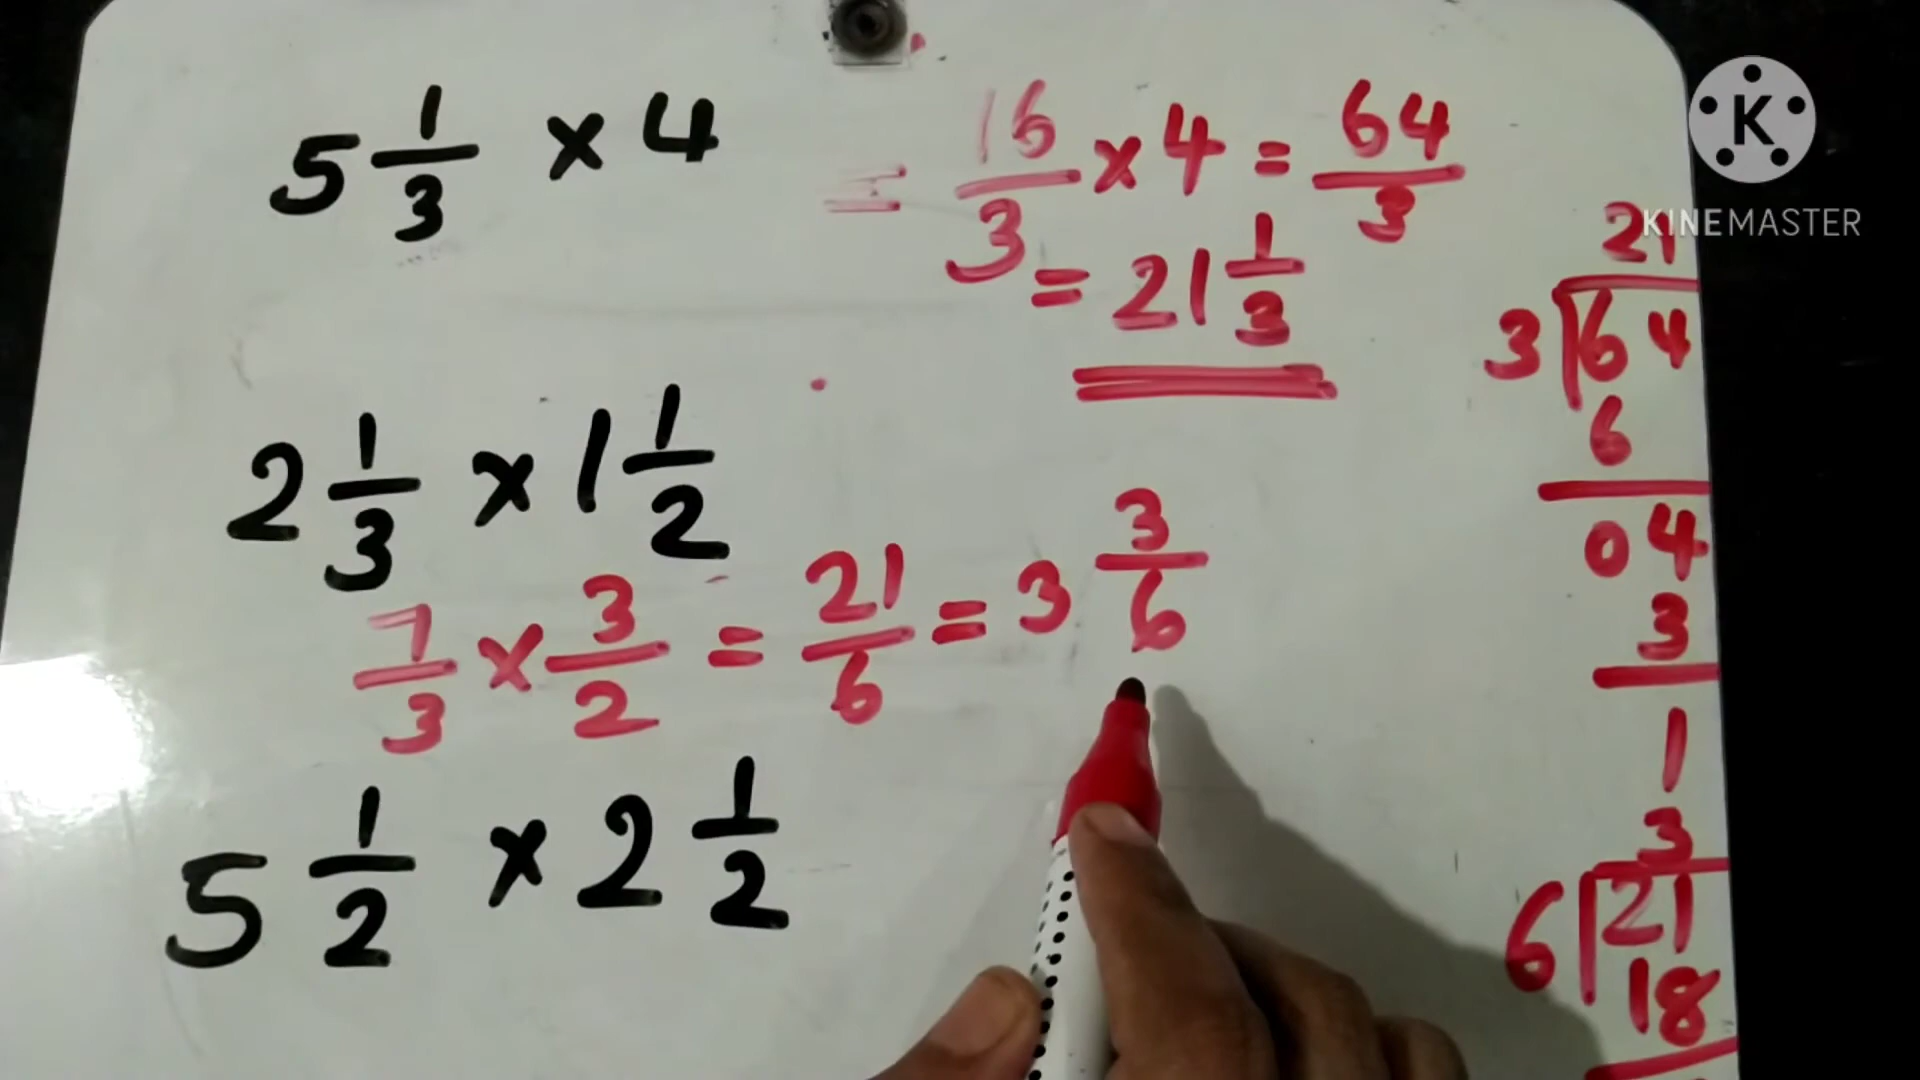 5 1/3 × 4
= 16/3 × 4 = 64/3
= 21 1/3
2 1/3 × 1 1/2
7/3 × 3/2 = 21/6 = 3 3/6
5 1/2 × 2 1/2
K
KINEMASTER
21
3 64
6
04
3
1
3
6 21
18